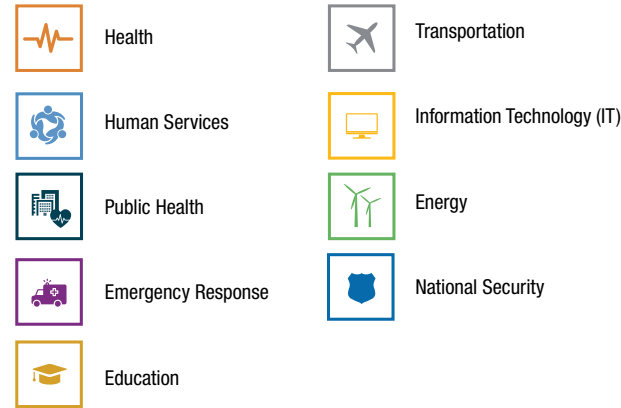 Health
Human Services
Public Health
Emergency Response
Education
Transportation
Information Technology (IT)
Energy
National Security